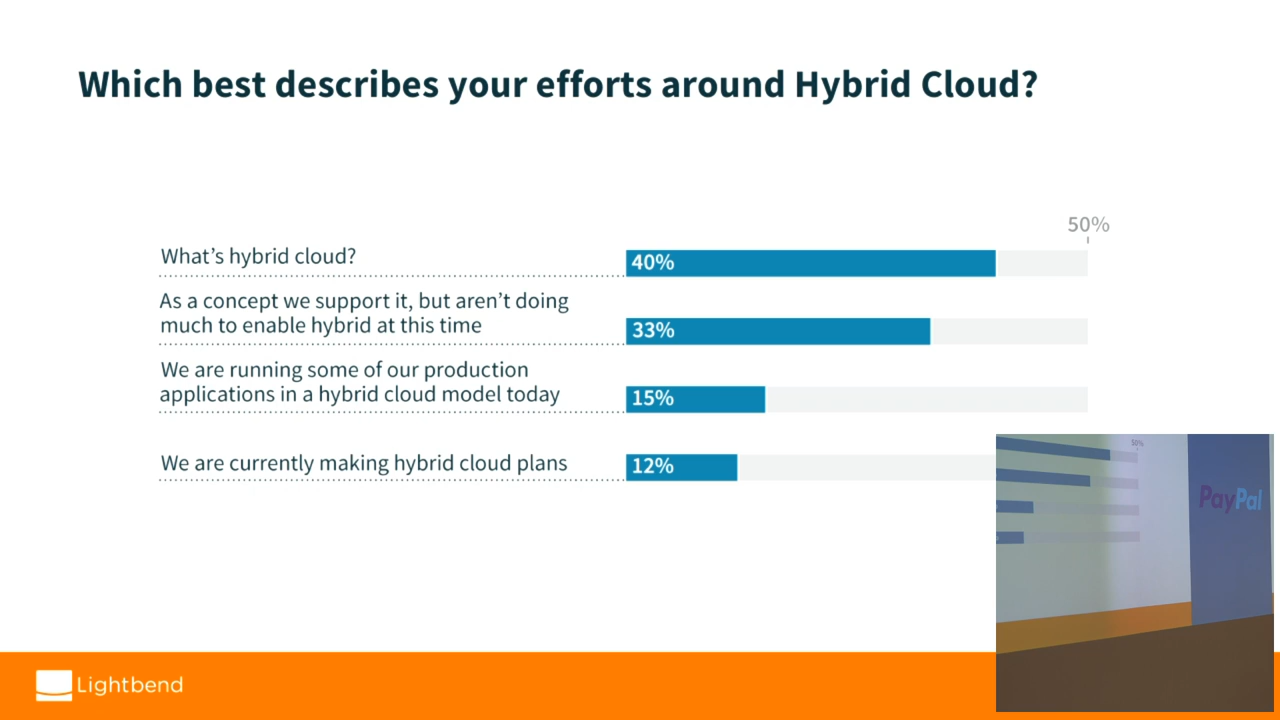 Which best describes your efforts around Hybrid Cloud?
50%
What's hybrid cloud?
40%
As a concept we support it, but aren't doing
much to enable hybrid at this time
33%
We are running some of our production
applications in a hybrid cloud model today
15%
We are currently making hybrid cloud plans
12%
50%
PayPal
Lightbend